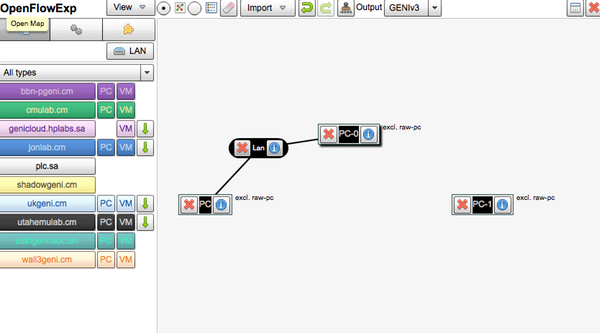 OpenFlowExp View Import Output GENIv3
Open Map
LAN
All types
bbn-pgeni.cm PC VM
cmulab.cm PC VM
genicloud.hplabs.sa VM
jonlab.cm PC VM
plc.sa
shadowgeni.cm
ukgeni.cm PC VM
utahemulab.cm PC VM
PC VM
wall3geni.cm PC VM
PC-0 excl. raw-pc
Lan
PC excl. raw-pc
PC-1 excl. raw-pc